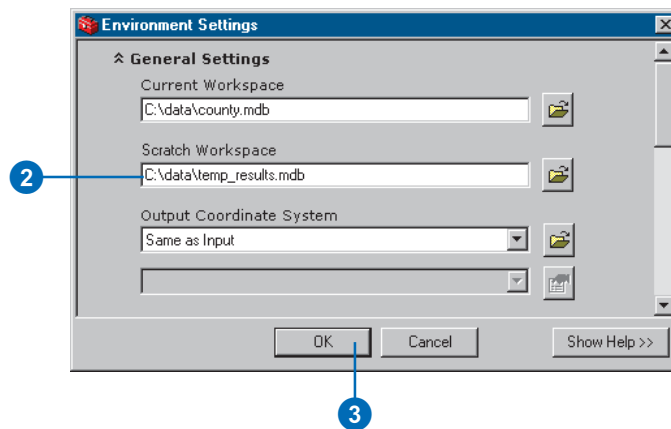 Environment Settings
General Settings
Current Workspace
C:\data\county.mdb
Scratch Workspace
2
C:\data\temp_results.mdb
Output Coordinate System
Same as Input
OK
Cancel
Show Help >>
3